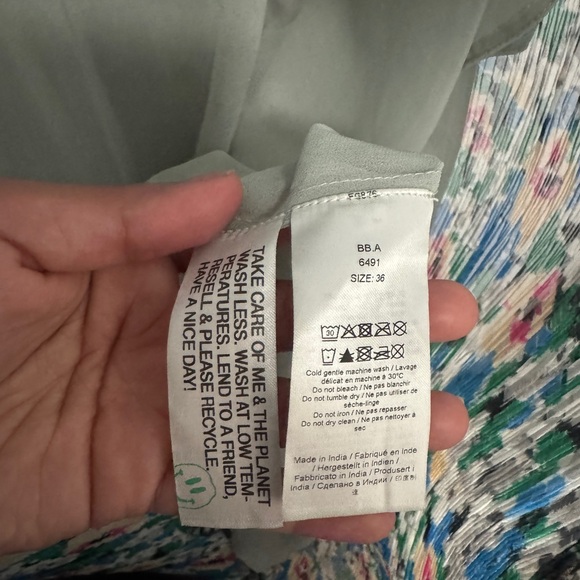 TAKE CARE OF ME & THE PLANET
WASH LESS. WASH AT LOW TEM-
PERATURES. LEND TO A FRIEND,
RESELL & PLEASE RECYCLE.
HAVE A NICE DAY!
BB.A
6491
SIZE: 36
30
Cold gentle machine wash / Lavage
délicat en machine à 30°C
Do not bleach / Ne pas blanchir
Do not tumble dry / Ne pas utiliser de
sèche-linge
Do not iron / Ne pas repasser
Do not dry clean / Ne pas nettoyer à
sec
Made in India / Fabriqué en Inde
/ Hergestellt in Indien /
Fabbricato in India / Produsert i
India / Сделано в Индии / 印度制